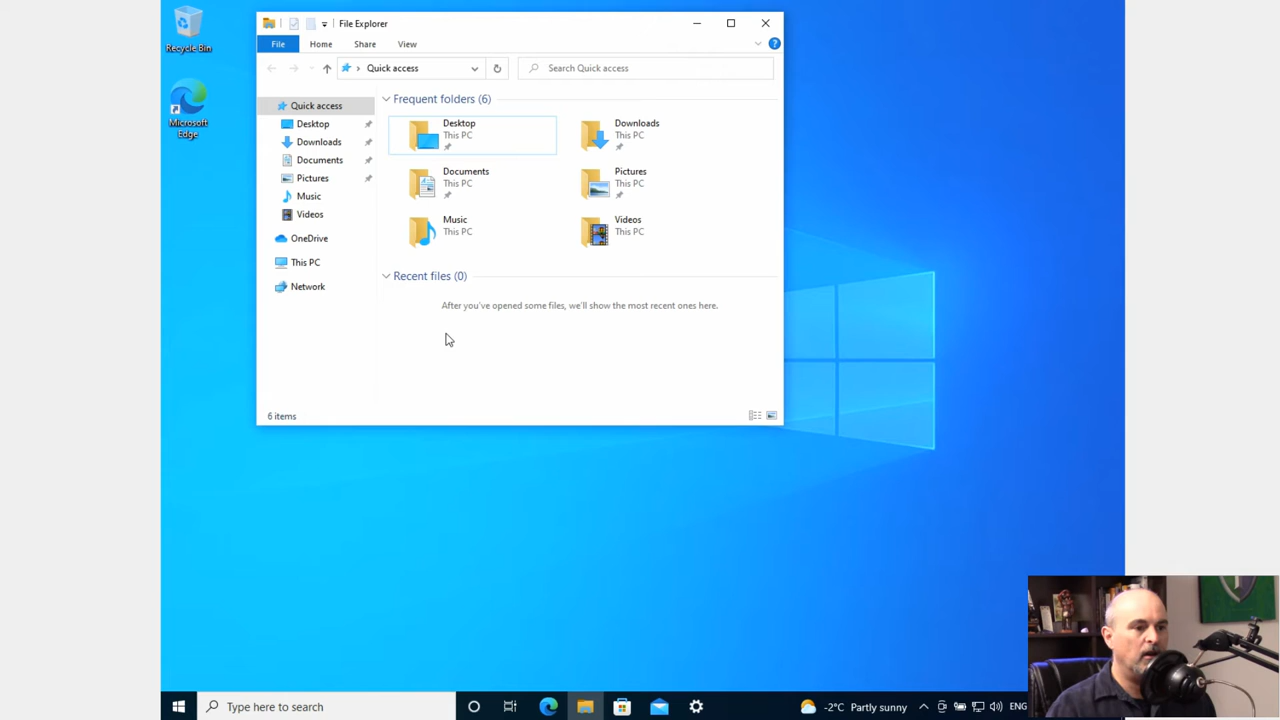 Recycle Bin
Microsoft
Edge
File Explorer
File
Home
Share
View
Quick access
Search Quick access
Quick access
Desktop
Downloads
Documents
Pictures
Music
Videos
OneDrive
This PC
Network
Frequent folders (6)
Desktop
This PC
Downloads
This PC
Documents
This PC
Pictures
This PC
Music
This PC
Videos
This PC
Recent files (0)
After you've opened some files, we'll show the most recent ones here.
6 items
Type here to search
-2°C Partly sunny
ENG